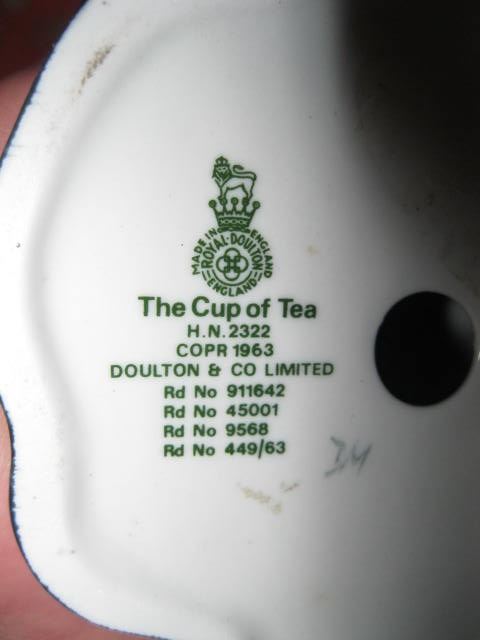 MADE IN ENGLAND
ROYAL·DOULTON
ENGLAND
The Cup of Tea
H.N. 2322
COPR 1963
DOULTON & CO LIMITED
Rd No 911642
Rd No 45001
Rd No 9568
Rd No 449/63